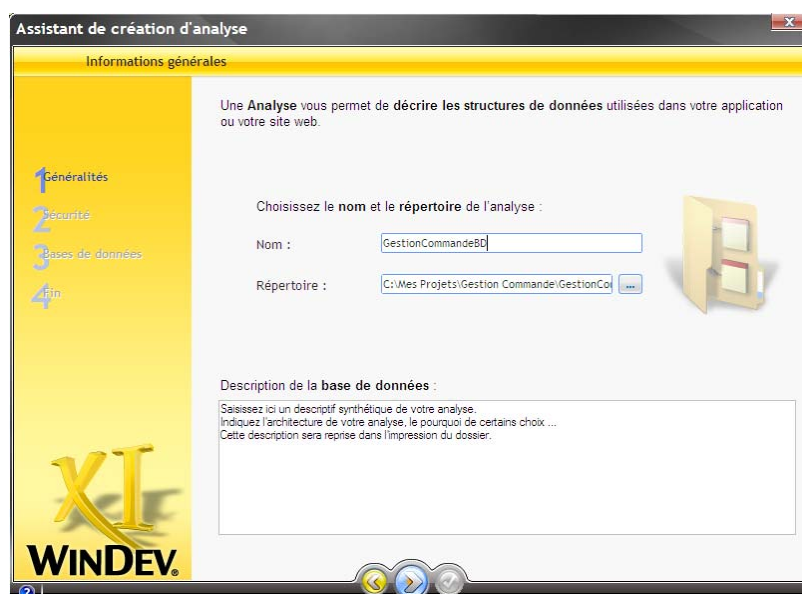 Assistant de création d'analyse
X
Informations générales
Une Analyse vous permet de décrire les structures de données utilisées dans votre application
ou votre site web.
1 Généralités
2 Sécurité
3 Bases de données
4 Fin
Choisissez le nom et le répertoire de l'analyse :
Nom :
GestionCommandeBD
Répertoire :
C:\Mes Projets\Gestion Commande\GestionCo
...
Description de la base de données :
Saisissez ici un descriptif synthétique de votre analyse.
Indiquez l'architecture de votre analyse, le pourquoi de certains choix ...
Cette description sera reprise dans l'impression du dossier.
XI
WINDEV®
?